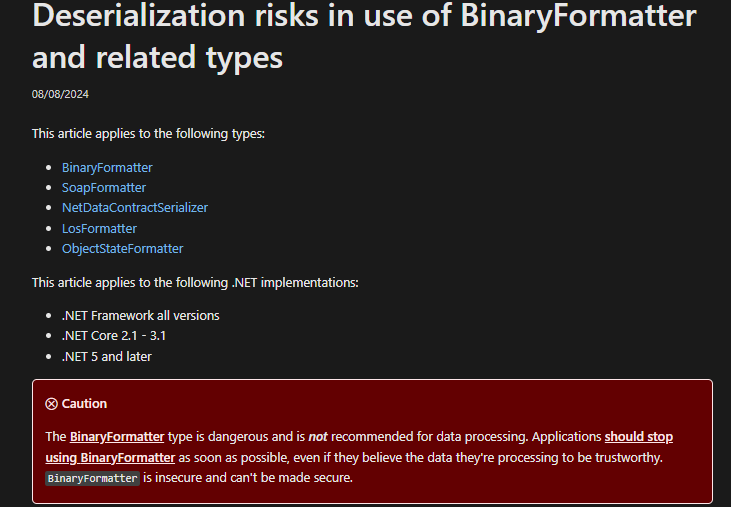 Deserialization risks in use of BinaryFormatter
and related types
08/08/2024
This article applies to the following types:
• BinaryFormatter
• SoapFormatter
• NetDataContractSerializer
• LosFormatter
• ObjectStateFormatter
This article applies to the following .NET implementations:
• .NET Framework all versions
• .NET Core 2.1 - 3.1
• .NET 5 and later
Caution
The BinaryFormatter type is dangerous and is not recommended for data processing. Applications should stop
using BinaryFormatter as soon as possible, even if they believe the data they're processing to be trustworthy.
BinaryFormatter is insecure and can't be made secure.